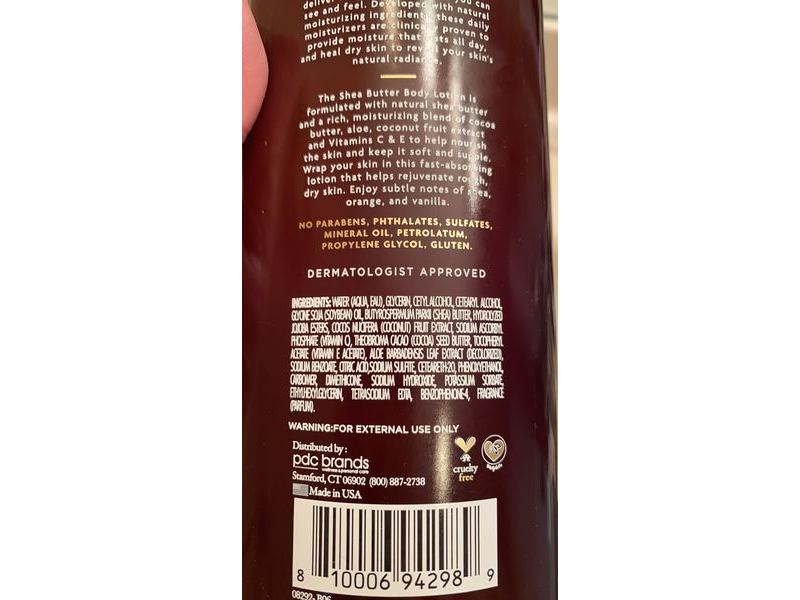 see and feel. Developed with natural
moisturizing ingredients, these daily
moisturizers are clinically proven to
provide moisture that lasts all day,
and heal dry skin to reveal your skin's
natural radiance.
The Shea Butter Body Lotion is
formulated with natural shea butter
and a rich, moisturizing blend of cocoa
butter, aloe, coconut fruit extract
and Vitamins C & E to help nourish
the skin and keep it soft and supple.
Wrap your skin in this fast-absorbing
lotion that helps rejuvenate rough,
dry skin. Enjoy subtle notes of shea,
orange, and vanilla.
NO PARABENS, PHTHALATES, SULFATES,
MINERAL OIL, PETROLATUM,
PROPYLENE GLYCOL, GLUTEN.
DERMATOLOGIST APPROVED
INGREDIENTS: WATER (AQUA, EAU), GLYCERIN, CETYL ALCOHOL, CETEARYL ALCOHOL,
GLYCINE SOJA (SOYBEAN) OIL, BUTYROSPERMUM PARKII (SHEA) BUTTER, HYDROLYZED
JOJOBA ESTERS, COCOS NUCIFERA (COCONUT) FRUIT EXTRACT, SODIUM ASCORBYL
PHOSPHATE (VITAMIN C), THEOBROMA CACAO (COCOA) SEED BUTTER, TOCOPHERYL
ACETATE (VITAMIN E ACETATE), ALOE BARBADENSIS LEAF EXTRACT (DECOLORIZED),
SODIUM BENZOATE, CITRIC ACID, SODIUM SULFITE, CETEARETH-20, PHENOXYETHANOL,
CARBOMER, DIMETHICONE, SODIUM HYDROXIDE, POTASSIUM SORBATE,
ETHYLHEXYLGLYCERIN, TETRASODIUM EDTA, BENZOPHENONE-4, FRAGRANCE
(PARFUM).
WARNING:FOR EXTERNAL USE ONLY
Distributed by:
pdc brands
wellness & personal care
Stamford, CT 06902 (800) 887-2738
Made in USA
cruelty
free
8 10006 94298 9
08292- B06